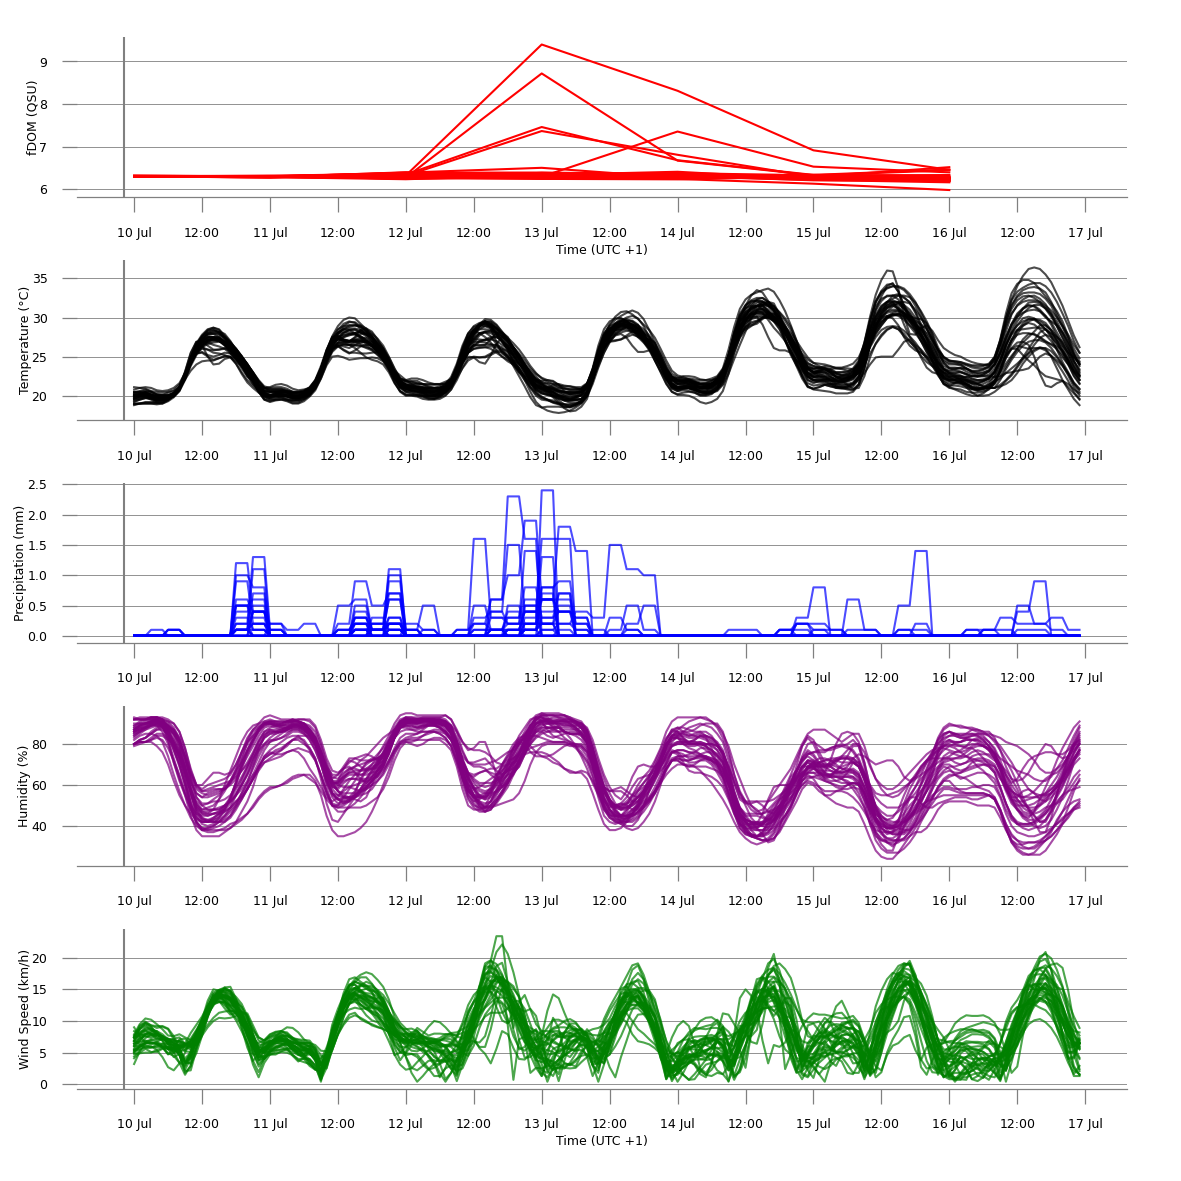 fDOM (QSU)
9
8
7
6
10 Jul 12:00 11 Jul 12:00 12 Jul 12:00 13 Jul 12:00 14 Jul 12:00 15 Jul 12:00 16 Jul 12:00 17 Jul
Time (UTC +1)
Temperature (°C)
35
30
25
20
10 Jul 12:00 11 Jul 12:00 12 Jul 12:00 13 Jul 12:00 14 Jul 12:00 15 Jul 12:00 16 Jul 12:00 17 Jul
Precipitation (mm)
2.5
2.0
1.5
1.0
0.5
0.0
10 Jul 12:00 11 Jul 12:00 12 Jul 12:00 13 Jul 12:00 14 Jul 12:00 15 Jul 12:00 16 Jul 12:00 17 Jul
Humidity (%)
80
60
40
10 Jul 12:00 11 Jul 12:00 12 Jul 12:00 13 Jul 12:00 14 Jul 12:00 15 Jul 12:00 16 Jul 12:00 17 Jul
Wind Speed (km/h)
20
15
10
5
0
10 Jul 12:00 11 Jul 12:00 12 Jul 12:00 13 Jul 12:00 14 Jul 12:00 15 Jul 12:00 16 Jul 12:00 17 Jul
Time (UTC +1)